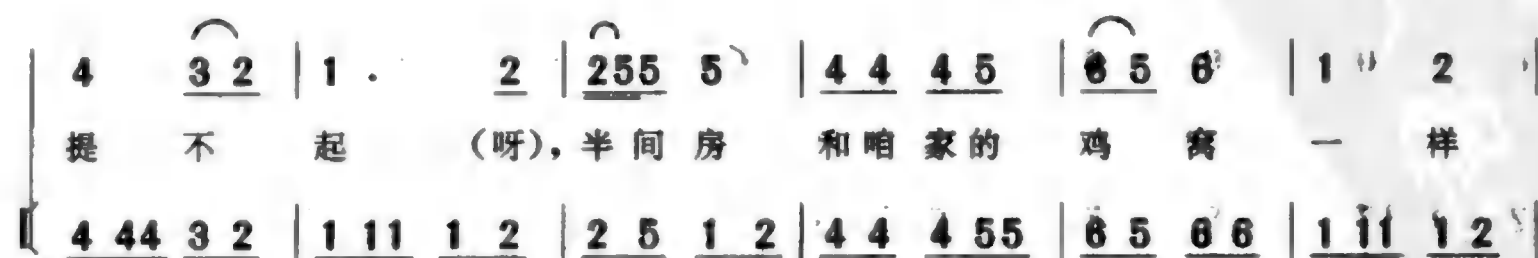 4 3 2 | 1 . 2 | 255 5 | 4 4 4 5 | 6 5 6 | 1 2
提 不 起 (呀), 半 间 房 和 咱 家 的 鸡 窝 一 样
4 44 3 2 | 1 11 1 2 | 2 5 1 2 | 4 4 4 55 | 6 5 6 6 | 1 11 1 2